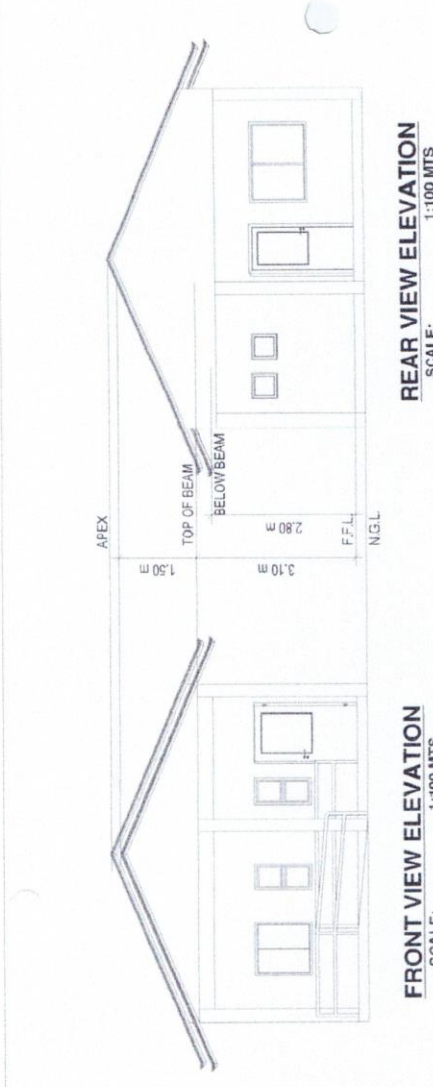 APEX
1.50 m
TOP OF BEAM
BELOW BEAM
3.10 m
2.80 m
F.F.L.
N.G.L.
FRONT VIEW ELEVATION
SCALE: 1:100 MTS
REAR VIEW ELEVATION
SCALE: 1:100 MTS